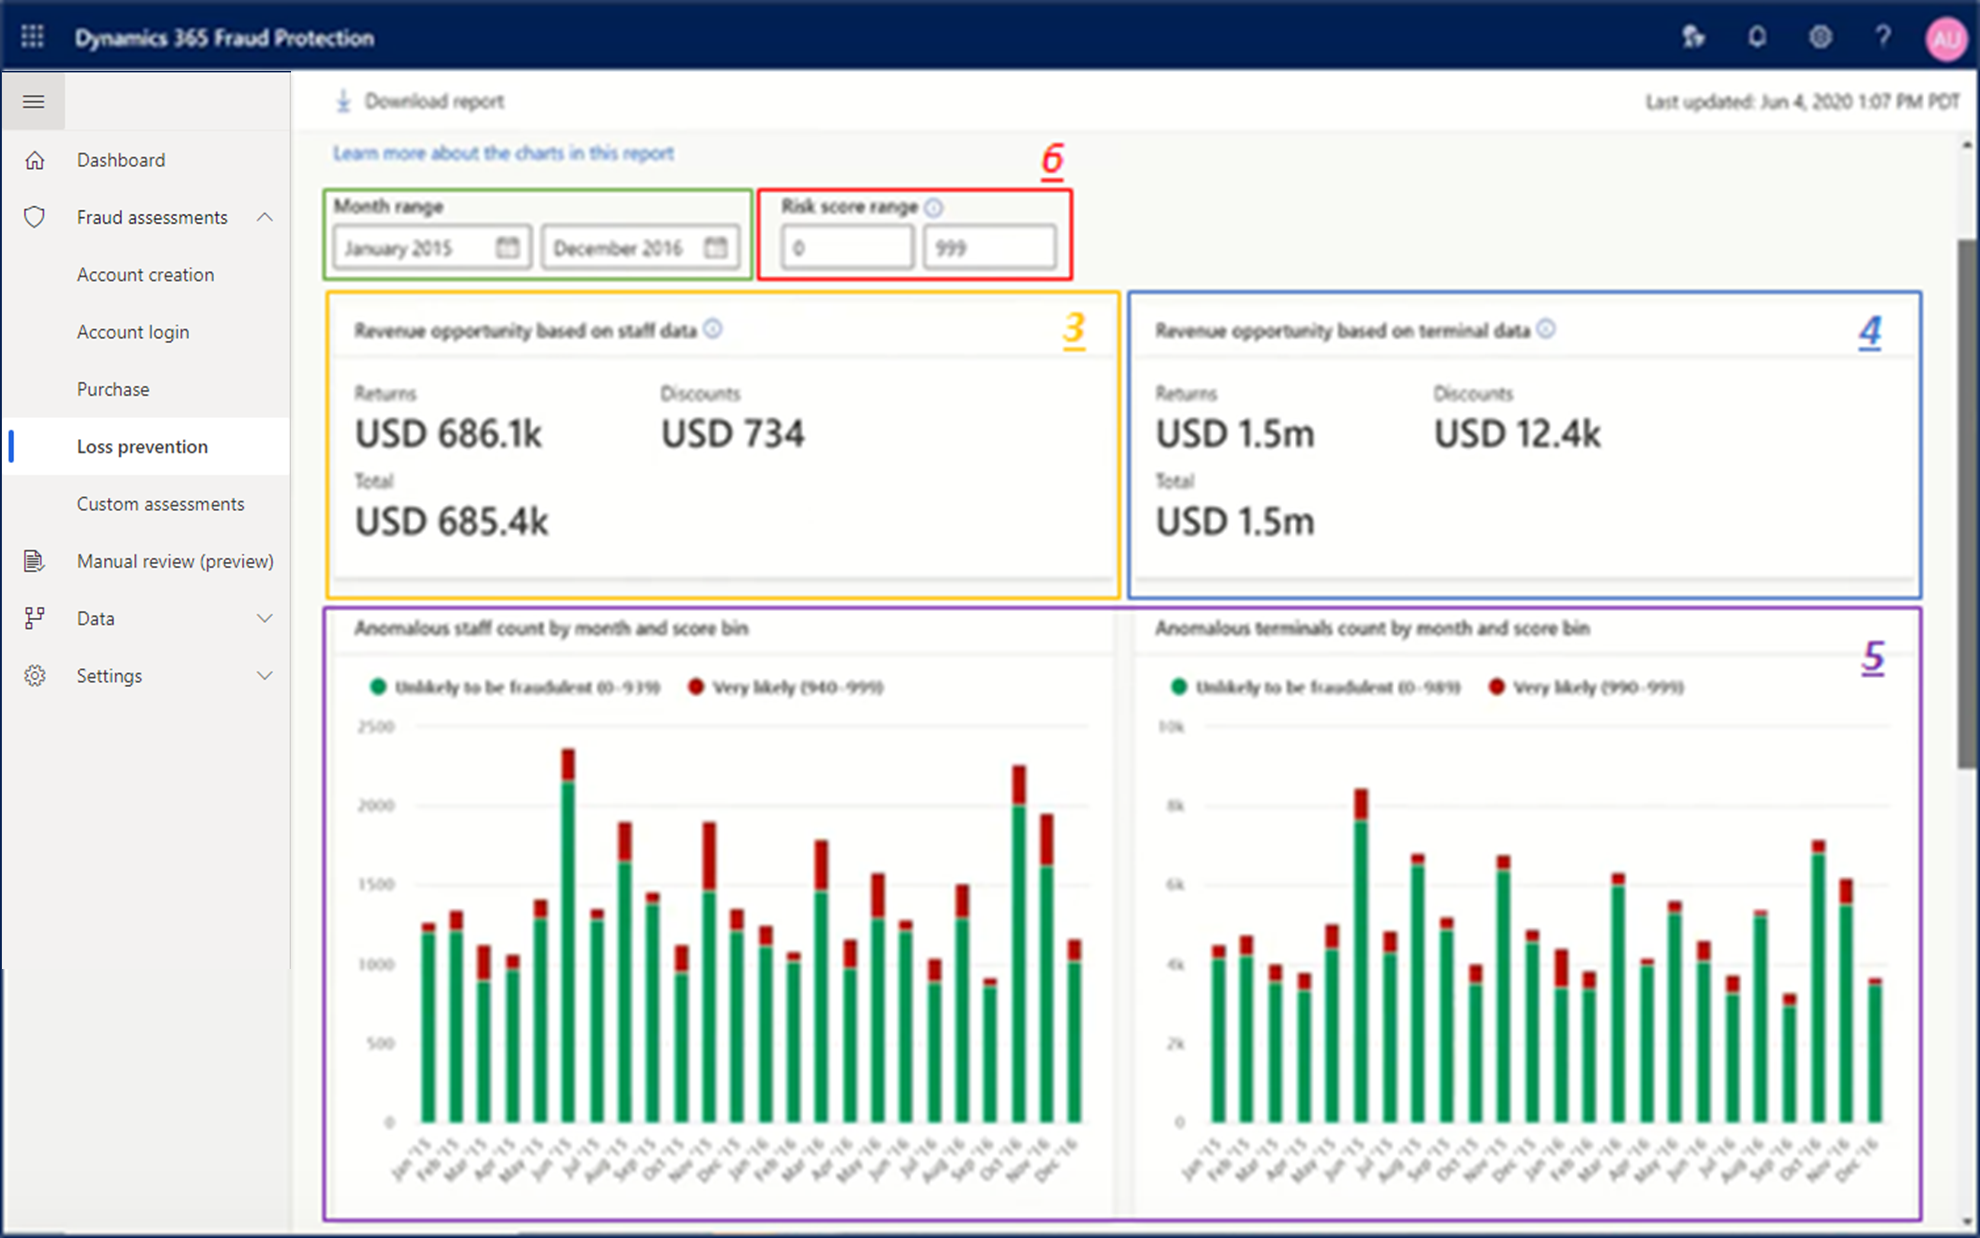 Dynamics 365 Fraud Protection
?
AU
Download report
Last updated: Jun 4, 2020 1:07 PM PDT
Dashboard
Fraud assessments
Account creation
Account login
Purchase
Loss prevention
Custom assessments
Manual review (preview)
Data
Settings
Learn more about the charts in this report
6
Month range
January 2015
December 2016
Risk score range
0
999
Revenue opportunity based on staff data
3
Returns
Discounts
USD 686.1k
USD 734
Total
USD 685.4k
Revenue opportunity based on terminal data
4
Returns
Discounts
USD 1.5m
USD 12.4k
Total
USD 1.5m
Anomalous staff count by month and score bin
Unlikely to be fraudulent (0-939)
Very likely (940-999)
2500
2000
1500
1000
500
0
Jan '15
Feb '15
Mar '15
Apr '15
May '15
Jun '15
Jul '15
Aug '15
Sep '15
Oct '15
Nov '15
Dec '15
Jan '16
Feb '16
Mar '16
Apr '16
May '16
Jun '16
Jul '16
Aug '16
Sep '16
Oct '16
Nov '16
Dec '16
Anomalous terminals count by month and score bin
5
Unlikely to be fraudulent (0-989)
Very likely (990-999)
10k
8k
6k
4k
2k
0
Jan '15
Feb '15
Mar '15
Apr '15
May '15
Jun '15
Jul '15
Aug '15
Sep '15
Oct '15
Nov '15
Dec '15
Jan '16
Feb '16
Mar '16
Apr '16
May '16
Jun '16
Jul '16
Aug '16
Sep '16
Oct '16
Nov '16
Dec '16